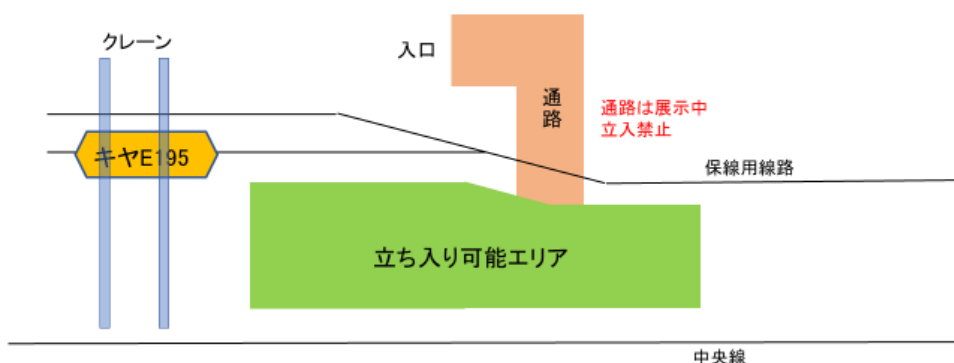 クレーン
入口
通路
通路は展示中
立入禁止
キヤE195
保線用線路
立ち入り可能エリア
中央線